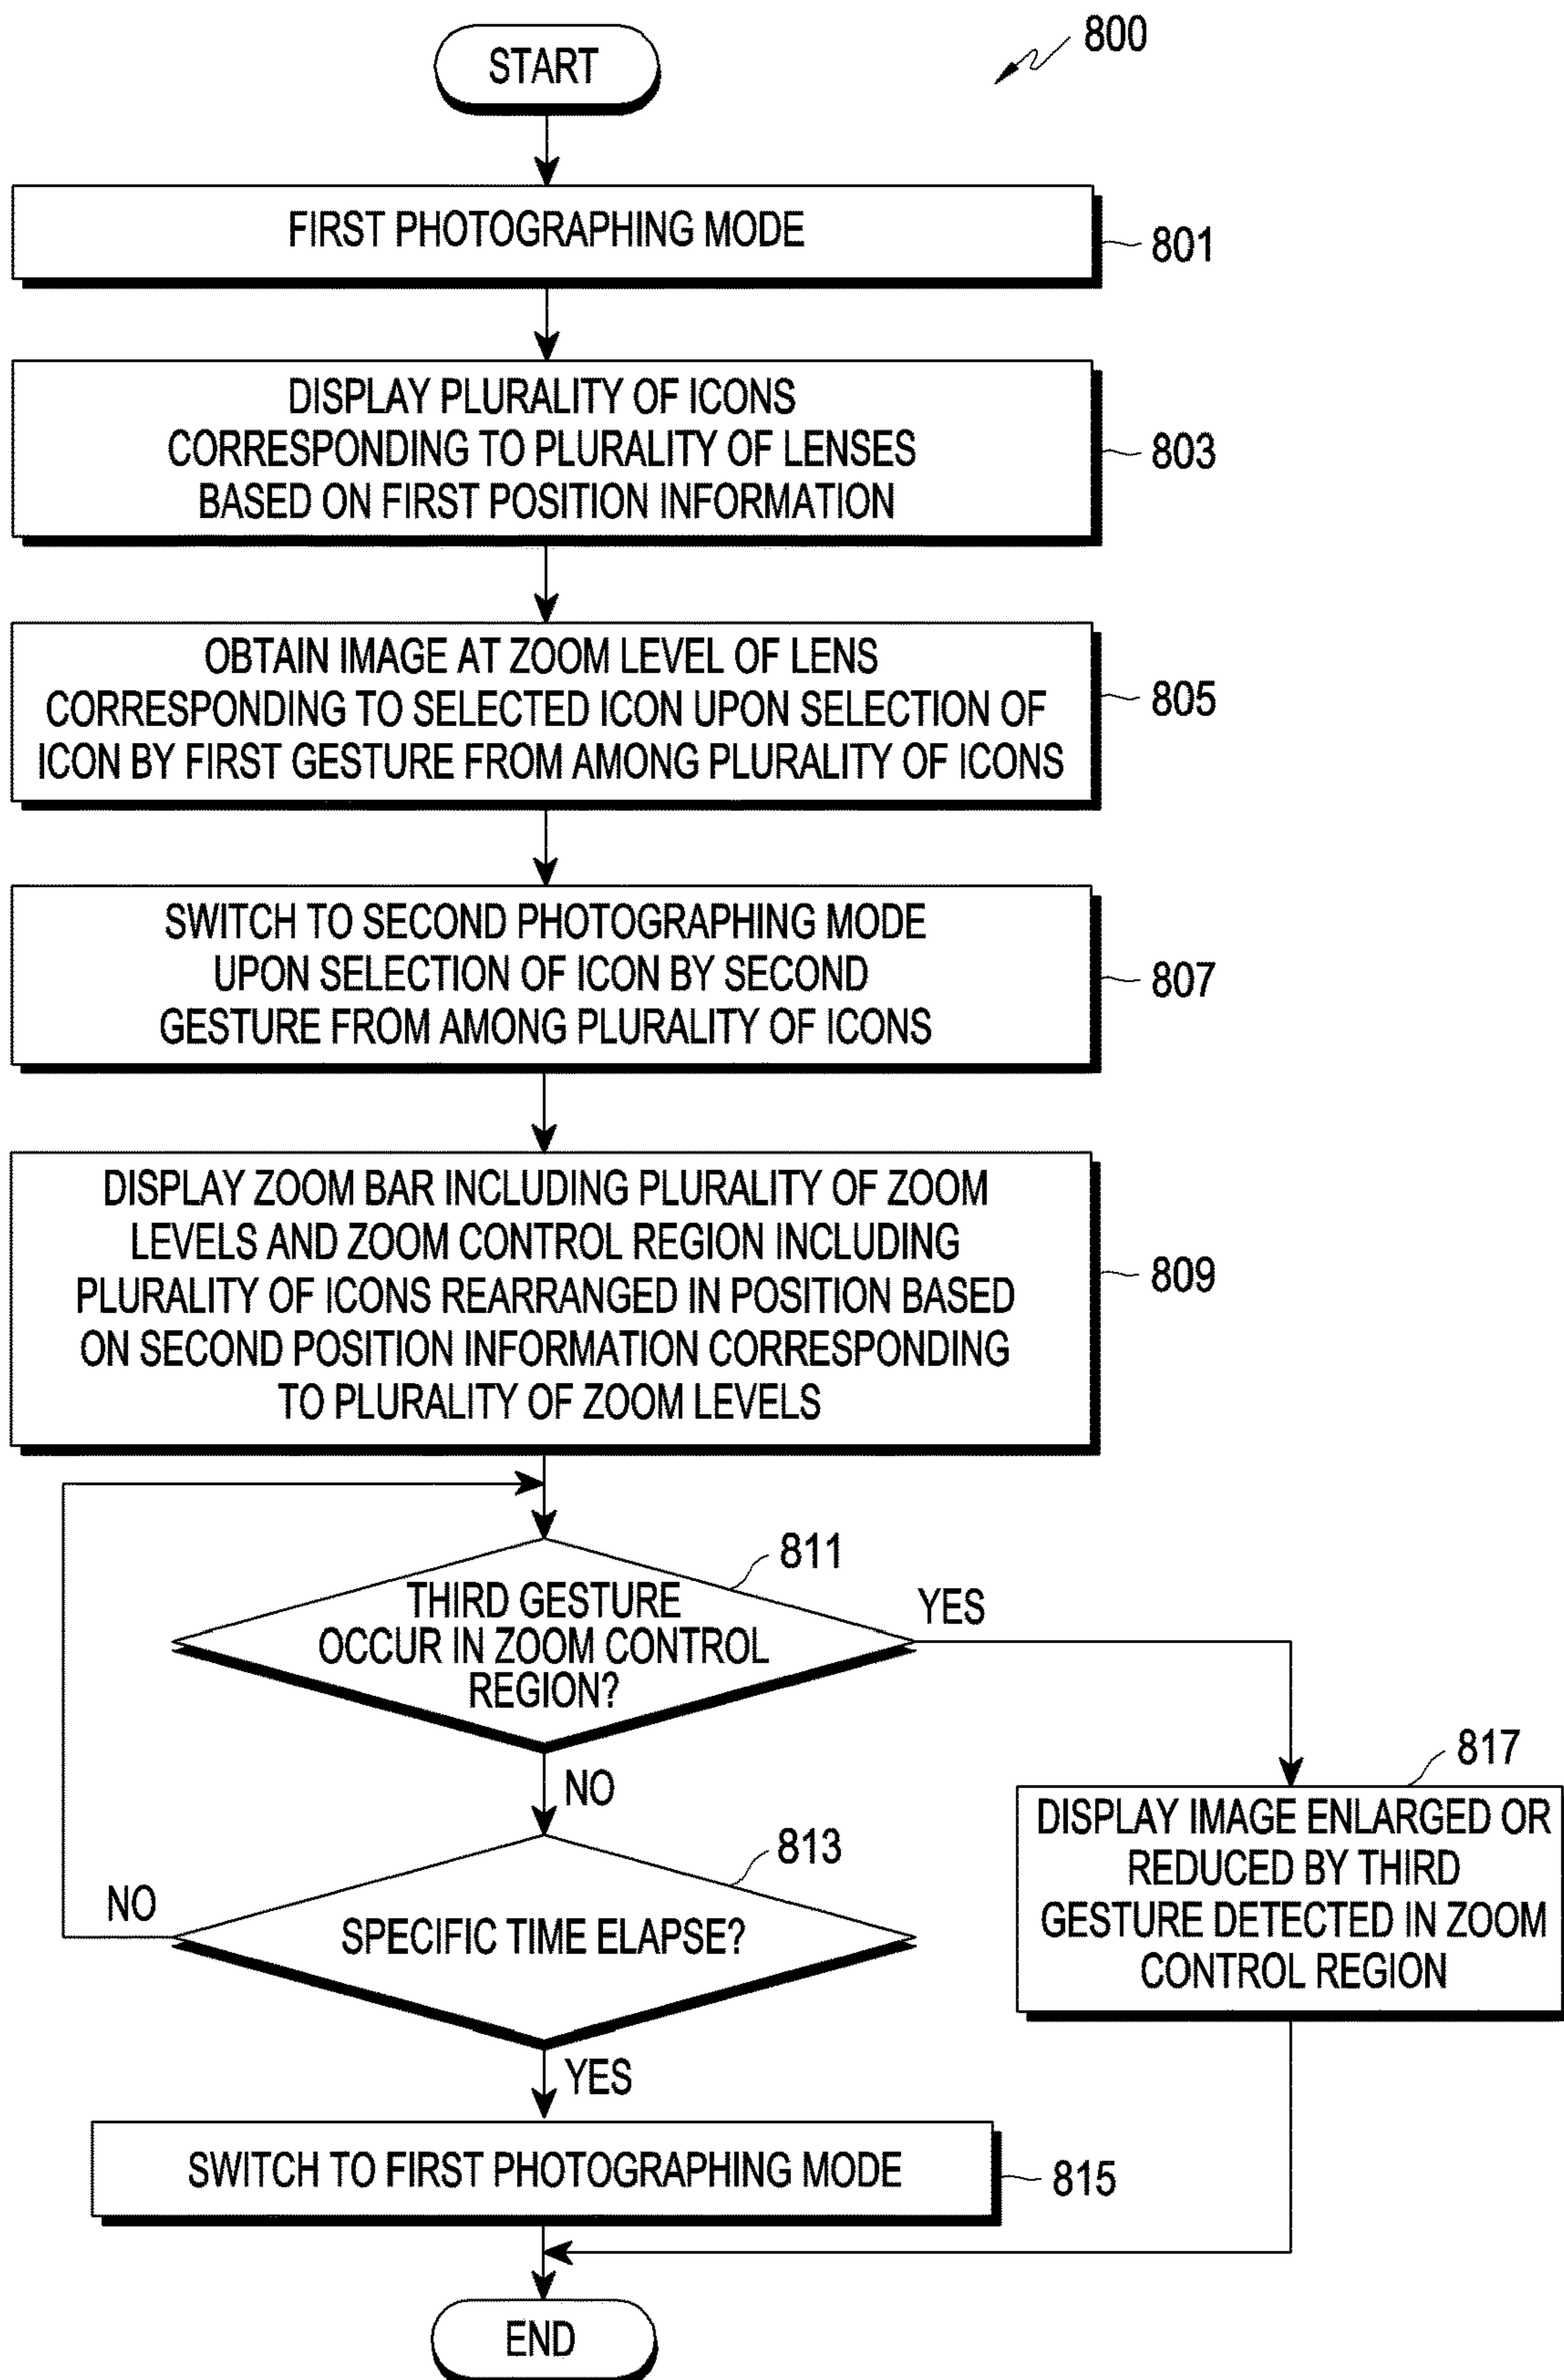 800
START
FIRST PHOTOGRAPHING MODE
801
DISPLAY PLURALITY OF ICONS
CORRESPONDING TO PLURALITY OF LENSES
BASED ON FIRST POSITION INFORMATION
803
OBTAIN IMAGE AT ZOOM LEVEL OF LENS
CORRESPONDING TO SELECTED ICON UPON SELECTION OF
ICON BY FIRST GESTURE FROM AMONG PLURALITY OF ICONS
805
SWITCH TO SECOND PHOTOGRAPHING MODE
UPON SELECTION OF ICON BY SECOND
GESTURE FROM AMONG PLURALITY OF ICONS
807
DISPLAY ZOOM BAR INCLUDING PLURALITY OF ZOOM
LEVELS AND ZOOM CONTROL REGION INCLUDING
PLURALITY OF ICONS REARRANGED IN POSITION BASED
ON SECOND POSITION INFORMATION CORRESPONDING
TO PLURALITY OF ZOOM LEVELS
809
811
THIRD GESTURE
OCCUR IN ZOOM CONTROL
REGION?
YES
NO
817
DISPLAY IMAGE ENLARGED OR
REDUCED BY THIRD
GESTURE DETECTED IN ZOOM
CONTROL REGION
813
SPECIFIC TIME ELAPSE?
NO
YES
SWITCH TO FIRST PHOTOGRAPHING MODE
815
END